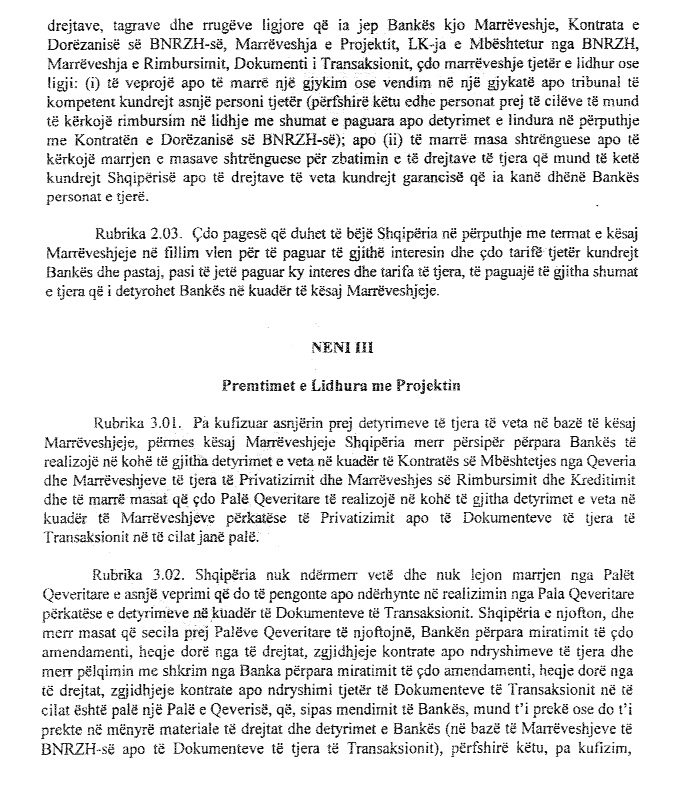 drejtave, tagrave dhe rrugëve ligjore që ia jep Bankës kjo Marrëveshje, Kontrata e
Dorëzanisë së BNRZH-së, Marrëveshja e Projektit, LK-ja e Mbështetur nga BNRZH,
Marrëveshja e Rimbursimit, Dokumenti i Transaksionit, çdo marrëveshje tjetër e lidhur ose
ligji: (i) të veprojë apo të marrë një gjykim ose vendim në një gjykatë apo tribunal të
kompetent kundrejt asnjë personi tjetër (përfshirë këtu edhe personat prej të cilëve të mund
të kërkojë rimbursim në lidhje me shumat e paguara apo detyrimet e lindura në përputhje
me Kontratën e Dorëzanisë së BNRZH-së); apo (ii) të marrë masa shtrënguese apo të
kërkojë marrjen e masave shtrënguese për zbatimin e të drejtave të tjera që mund të ketë
kundrejt Shqipërisë apo të drejtave të veta kundrejt garancisë që ia kanë dhënë Bankës
personat e tjerë.
Rubrika 2.03. Çdo pagesë që duhet të bëjë Shqipëria në përputhje me termat e kësaj
Marrëveshjeje në fillim vlen për të paguar të gjithë interesin dhe çdo tarifë tjetër kundrejt
Bankës dhe pastaj, pasi të jetë paguar ky interes dhe tarifa të tjera, të paguajë të gjitha shumat
e tjera që i detyrohet Bankës në kuadër të kësaj Marrëveshjeje.
NENI III
Premtimet e Lidhura me Projektin
Rubrika 3.01. Pa kufizuar asnjërin prej detyrimeve të tjera të veta në bazë të kësaj
Marrëveshjeje, përmes kësaj Marrëveshjeje Shqipëria merr përsipër përpara Bankës të
realizojë në kohë të gjitha detyrimet e veta në kuadër të Kontratës së Mbështetjes nga Qeveria
dhe Marrëveshjeve të tjera të Privatizimit dhe Marrëveshjes së Rimbursimit dhe Kreditimit
dhe të marrë masat që çdo Palë Qeveritare të realizojë në kohë të gjitha detyrimet e veta në
kuadër të Marrëveshjeve përkatëse të Privatizimit apo të Dokumenteve të tjera të
Transaksionit në të cilat janë palë.
Rubrika 3.02. Shqipëria nuk ndërmerr vetë dhe nuk lejon marrjen nga Palët
Qeveritare e asnjë veprimi që do të pengonte apo ndërhynte në realizimin nga Pala Qeveritare
përkatëse e detyrimeve në kuadër të Dokumenteve të Transaksionit. Shqipëria e njofton, dhe
merr masat që secila prej Palëve Qeveritare të njoftojnë, Bankën përpara miratimit të çdo
amendamenti, heqje dorë nga të drejtat, zgjidhjeje kontrate apo ndryshimeve të tjera dhe
merr pëlqimin me shkrim nga Banka përpara miratimit të çdo amendamenti, heqje dorë nga
të drejtat, zgjidhjeje kontrate apo ndryshimi tjetër të Dokumenteve të Transaksionit në të
cilat është palë një Palë e Qeverisë, që, sipas mendimit të Bankës, mund t'i prekë ose do t'i
prekte në mënyrë materiale të drejtat dhe detyrimet e Bankës (në bazë të Marrëveshjeve të
BNRZH-së apo të Dokumenteve të tjera të Transaksionit), përfshirë këtu, pa kufizim,